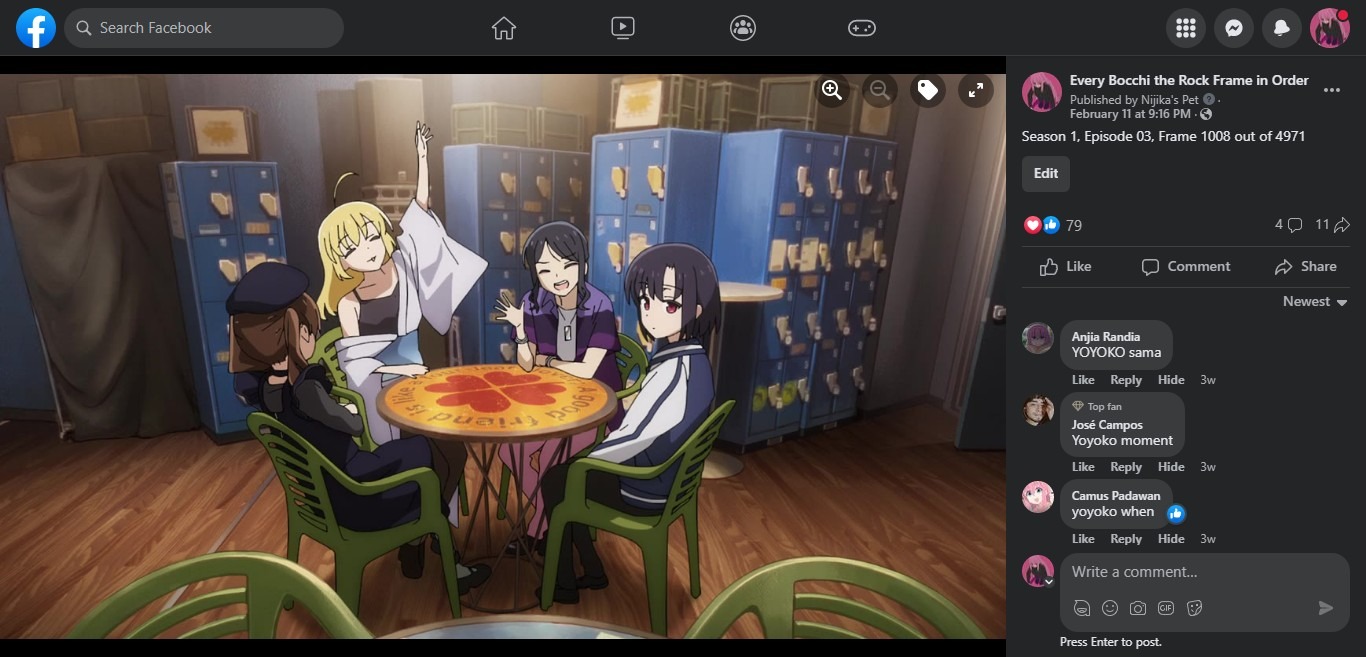 Search Facebook
Every Bocchi the Rock Frame in Order
Published by Nijika's Pet ·
February 11 at 9:16 PM ·
Season 1, Episode 03, Frame 1008 out of 4971
Edit
79
4
11
Like
Comment
Share
Newest
Anjia Randia
YOYOKO sama
Like Reply Hide 3w
Top fan
José Campos
Yoyoko moment
Like Reply Hide 3w
Camus Padawan
yoyoko when
Like Reply Hide 3w
Write a comment...
GIF
Press Enter to post.
A good friend is like a